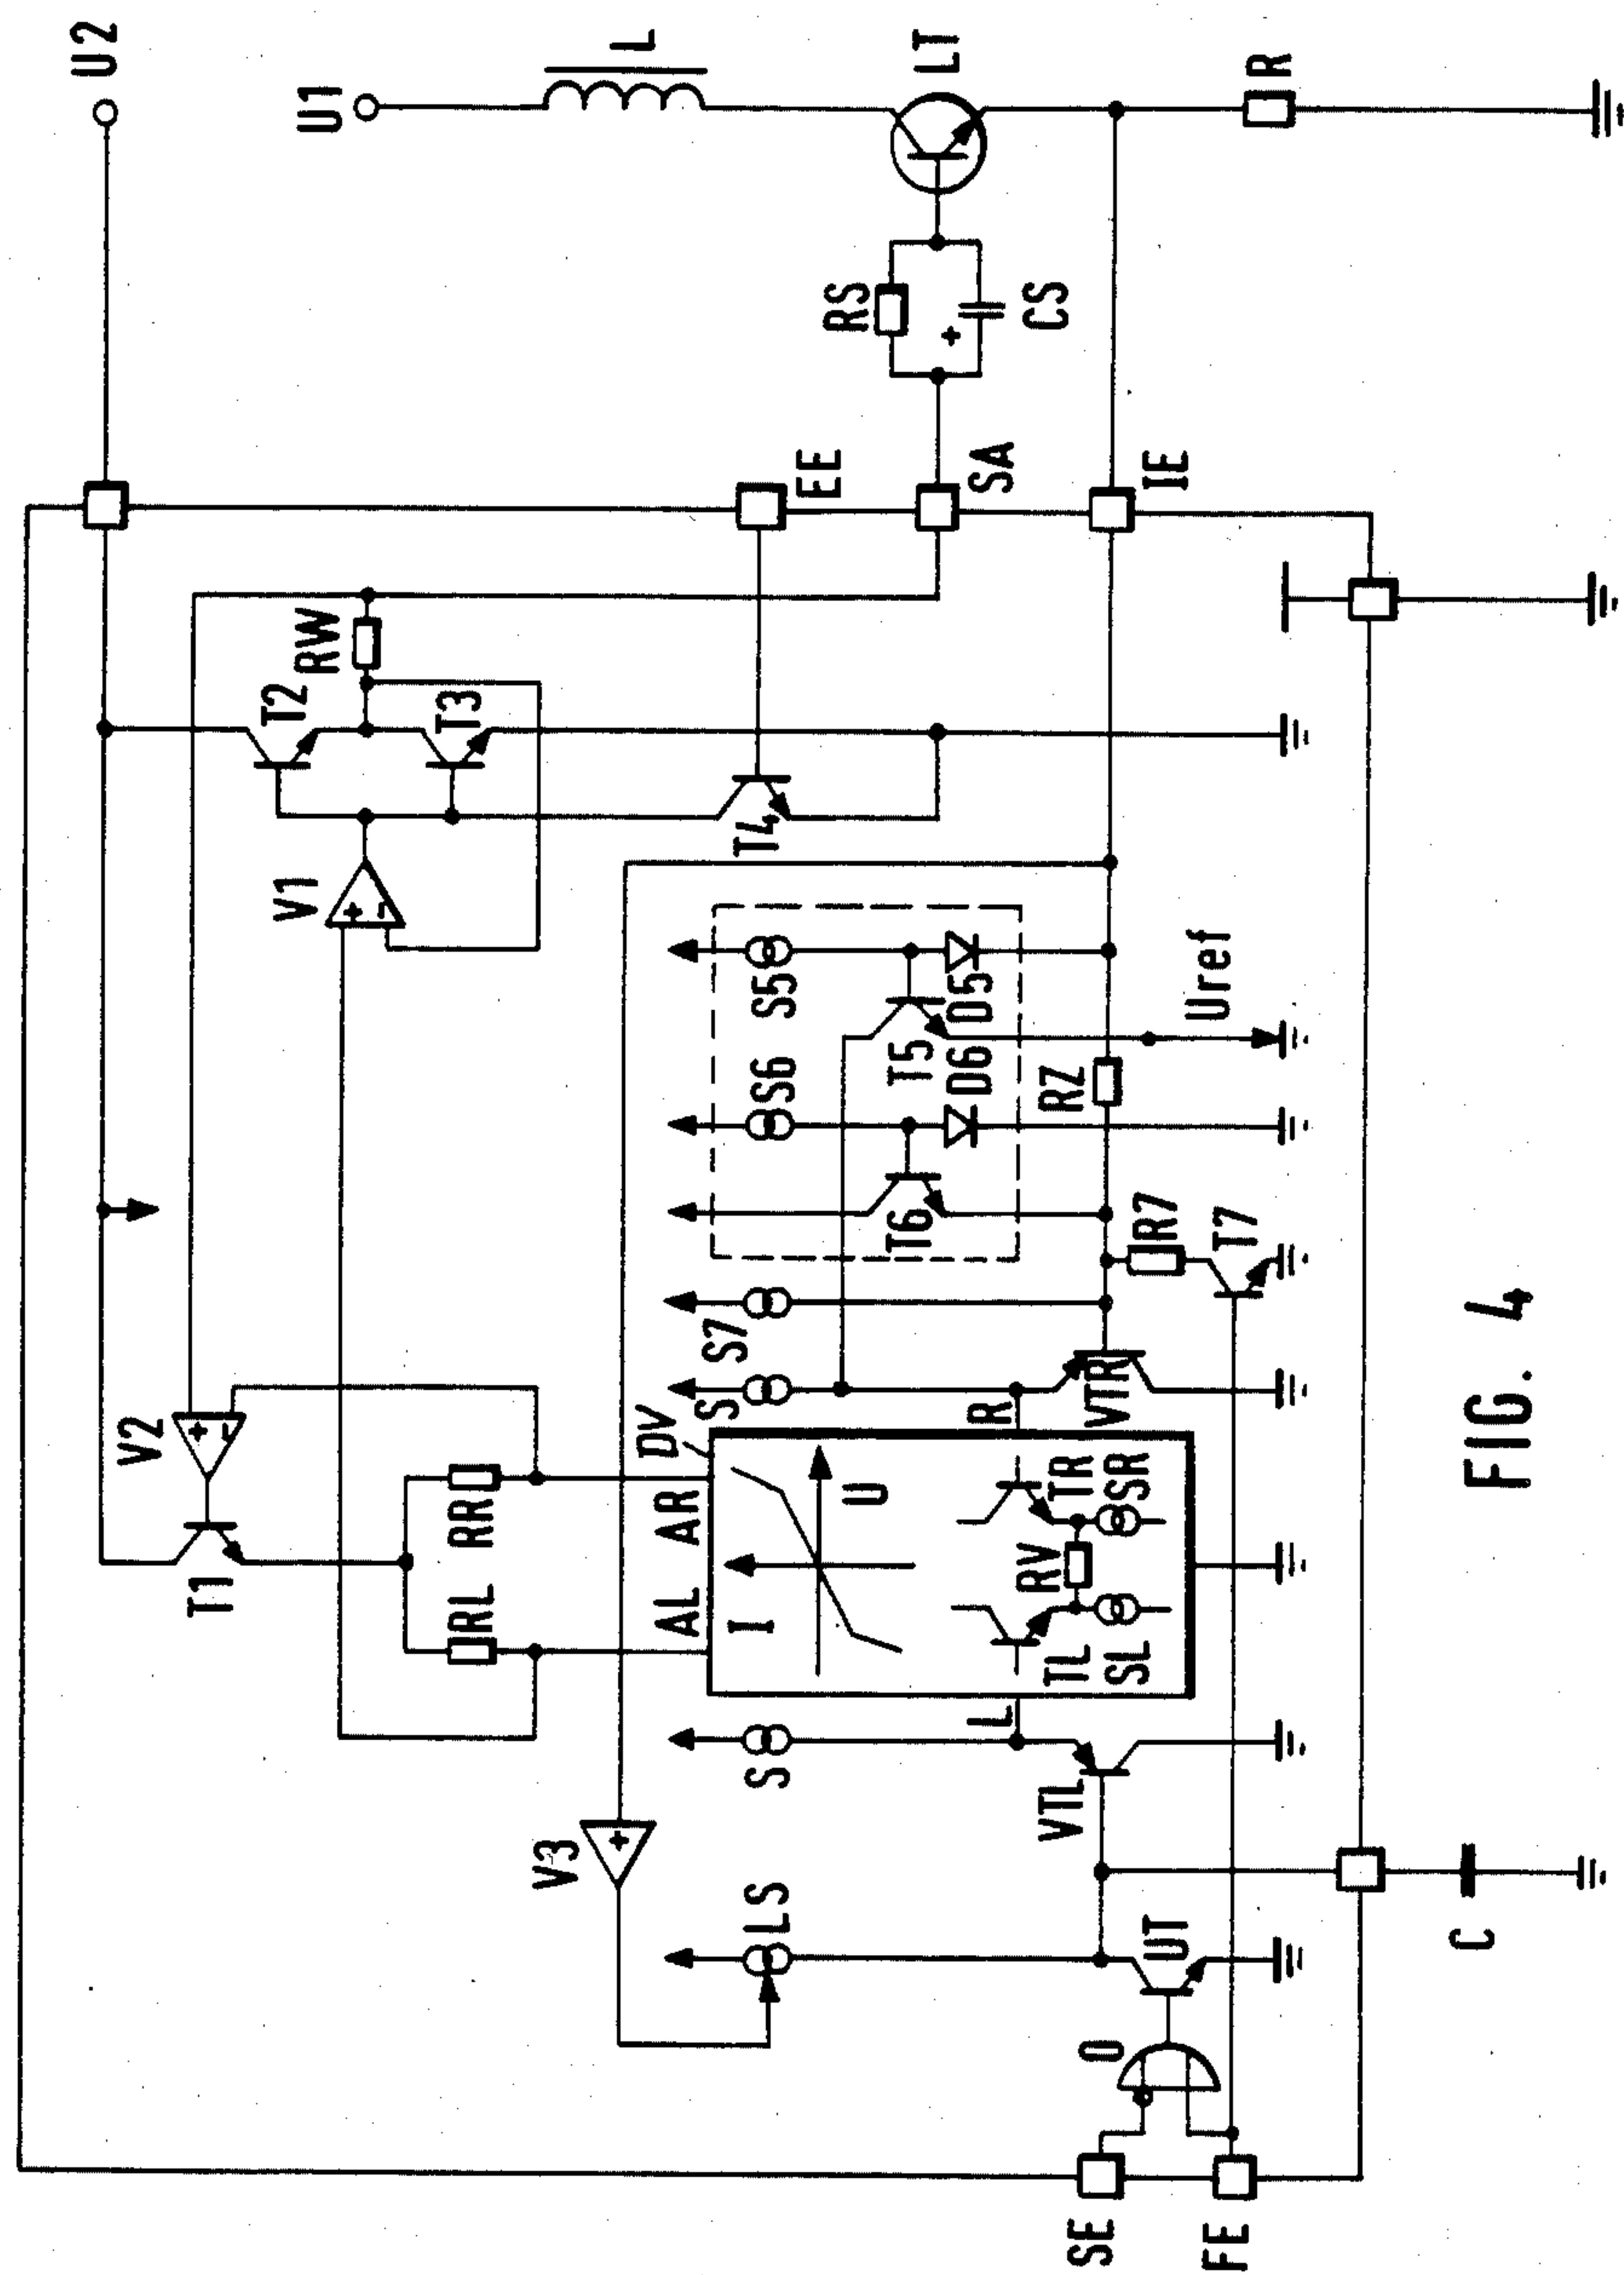 U2
V2
T1
T2
V1
RW
U1
T3
RL
RR
V3
L
DV
AL
AR
S
S7
I
T4
LS
S
S6
S5
EE
RS
U
T6
T5
LT
D6
D5
L
R
SA
RV
CS
VTL
RZ
TL
TR
SE
O
VTR
SL
SR
UT
R7
IE
Uref
FE
T7
R
C
FIG. 4
+
-
+
-
+
+